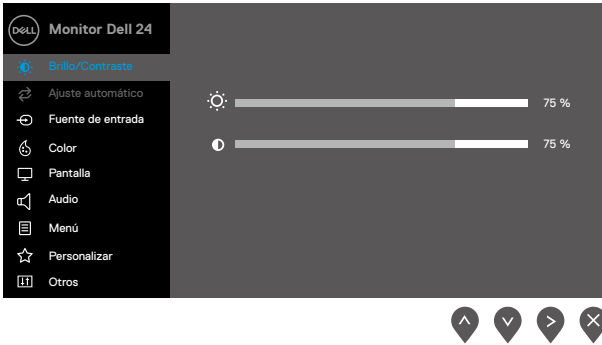 DELL Monitor Dell 24
Brillo/Contraste
Ajuste automático
Fuente de entrada
Color
Pantalla
Audio
Menú
Personalizar
Otros
75 %
75 %